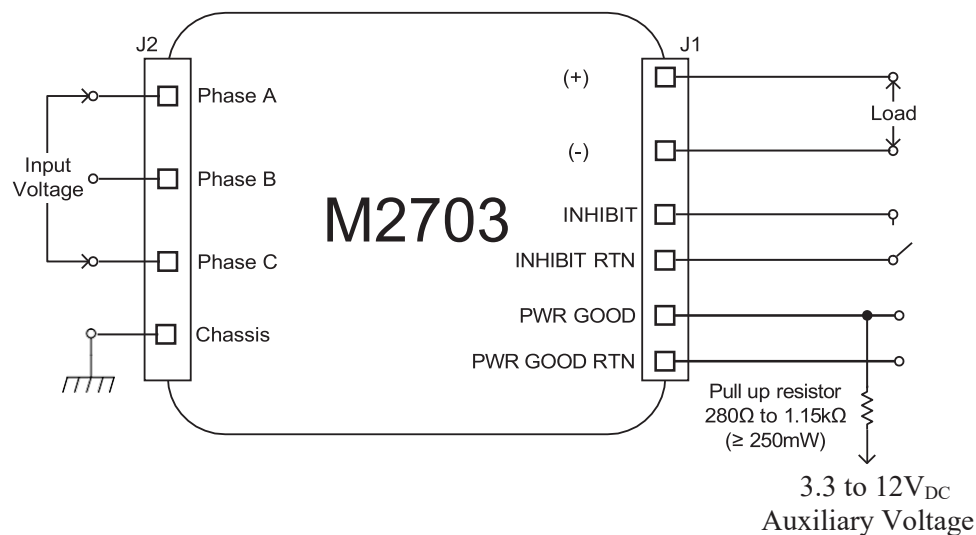 J2
J1
Phase A
(+)
Load
Input
Voltage
Phase B
(-)
M2703
INHIBIT
Phase C
INHIBIT RTN
PWR GOOD
Chassis
PWR GOOD RTN
Pull up resistor
280Ω to 1.15kΩ
(≥ 250mW)
3.3 to 12VDC
Auxiliary Voltage